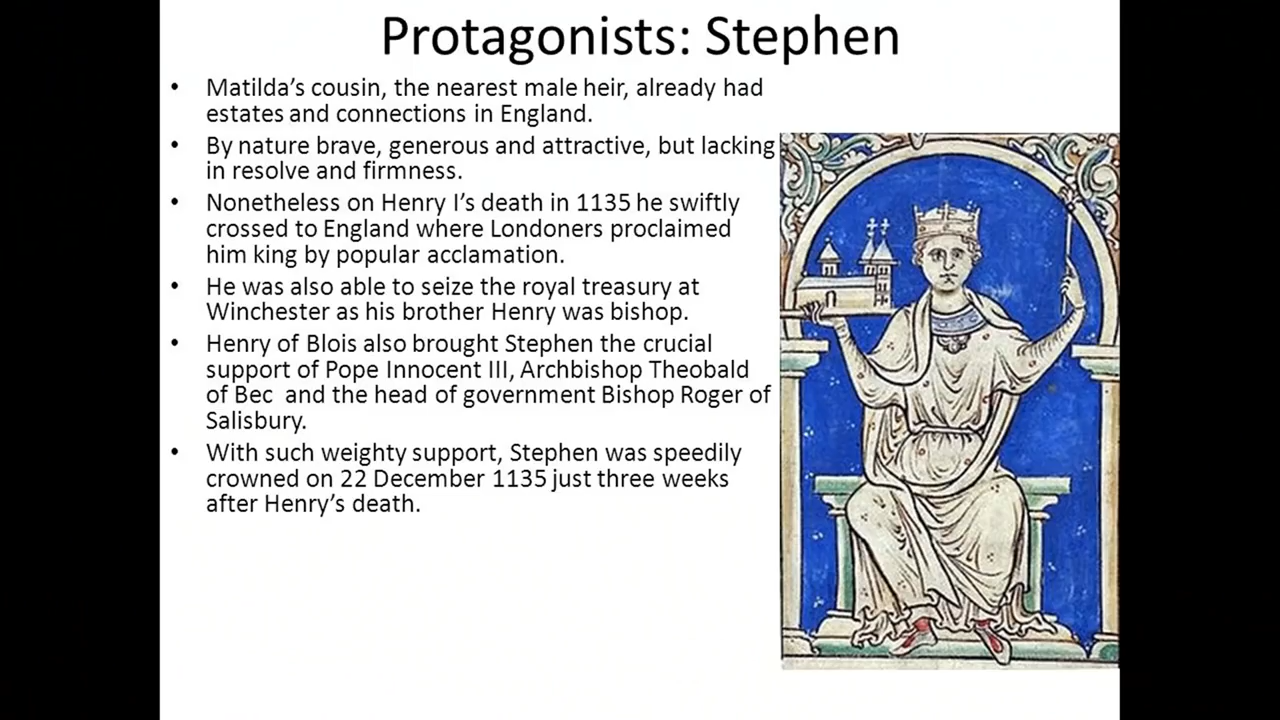 Protagonists: Stephen
• Matilda's cousin, the nearest male heir, already had
estates and connections in England.
• By nature brave, generous and attractive, but lacking
in resolve and firmness.
• Nonetheless on Henry I's death in 1135 he swiftly
crossed to England where Londoners proclaimed
him king by popular acclamation.
• He was also able to seize the royal treasury at
Winchester as his brother Henry was bishop.
• Henry of Blois also brought Stephen the crucial
support of Pope Innocent III, Archbishop Theobald
of Bec  and the head of government Bishop Roger of
Salisbury.
• With such weighty support, Stephen was speedily
crowned on 22 December 1135 just three weeks
after Henry's death.